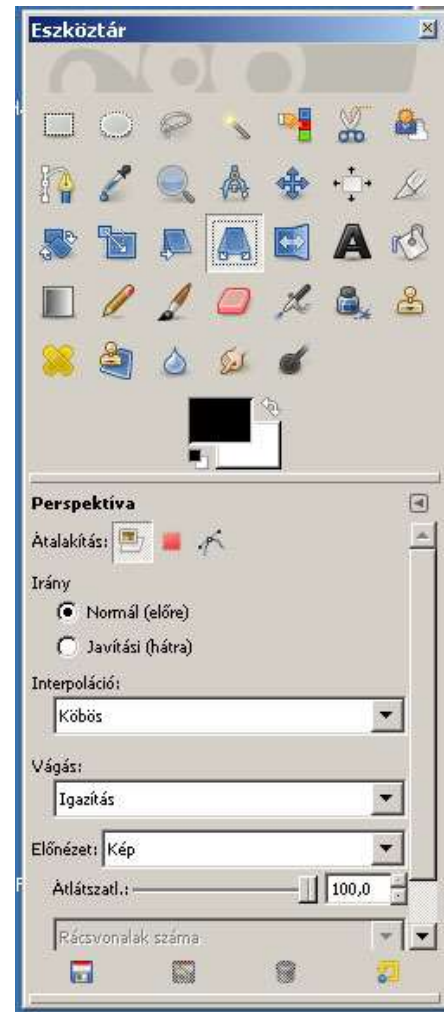 Eszköztár
Perspektíva
Átalakítás:
Irány
Normál (előre)
Javítási (hátra)
Interpoláció:
Köbös
Vágás:
Igazítás
Előnézet: Kép
Átlátszatl.: 100,0
Rácsvonalak száma